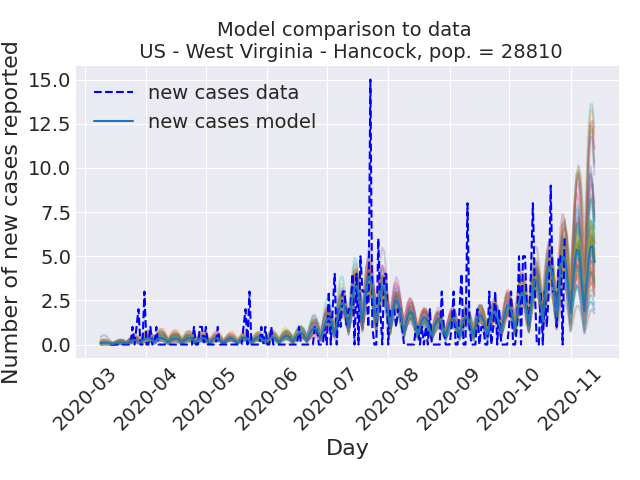 Model comparison to data
US - West Virginia - Hancock, pop. = 28810
Number of new cases reported
15.0
12.5
10.0
7.5
5.0
2.5
0.0
new cases data
new cases model
2020-03
2020-04
2020-05
2020-06
2020-07
2020-08
2020-09
2020-10
2020-11
Day